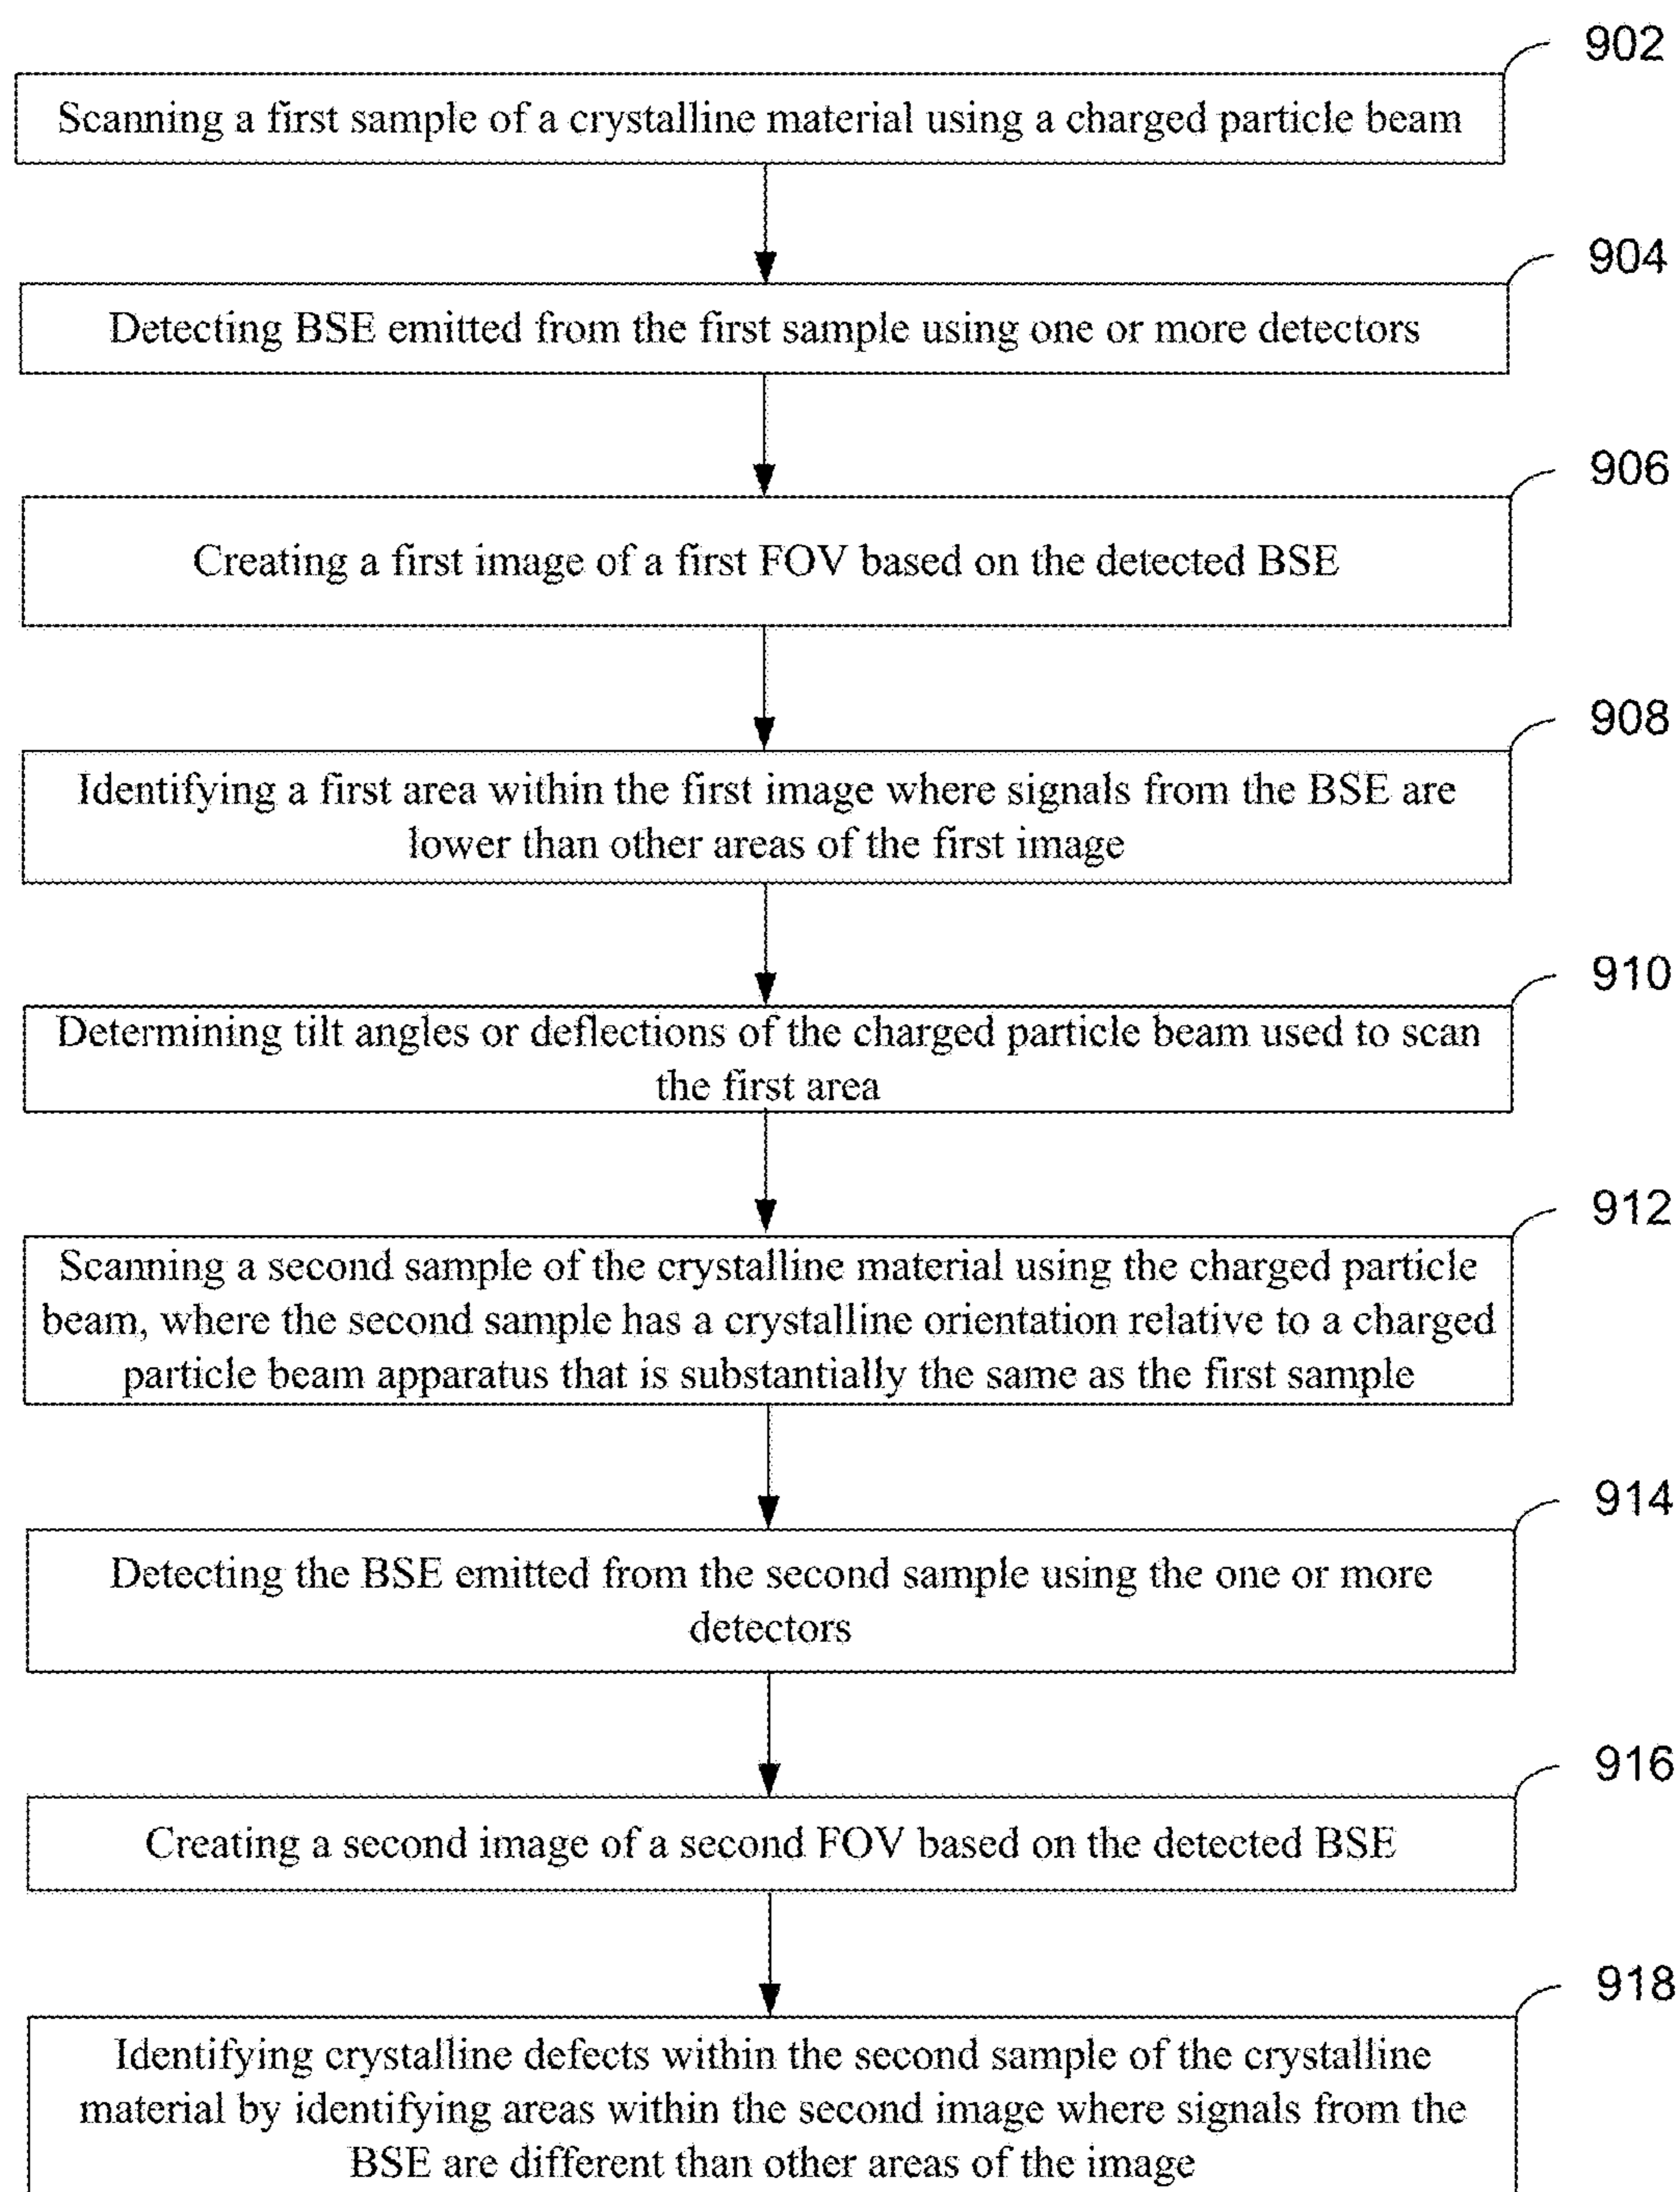 902
Scanning a first sample of a crystalline material using a charged particle beam
904
Detecting BSE emitted from the first sample using one or more detectors
906
Creating a first image of a first FOV based on the detected BSE
908
Identifying a first area within the first image where signals from the BSE are
lower than other areas of the first image
910
Determining tilt angles or deflections of the charged particle beam used to scan
the first area
912
Scanning a second sample of the crystalline material using the charged particle
beam, where the second sample has a crystalline orientation relative to a charged
particle beam apparatus that is substantially the same as the first sample
914
Detecting the BSE emitted from the second sample using the one or more
detectors
916
Creating a second image of a second FOV based on the detected BSE
918
Identifying crystalline defects within the second sample of the crystalline
material by identifying areas within the second image where signals from the
BSE are different than other areas of the image